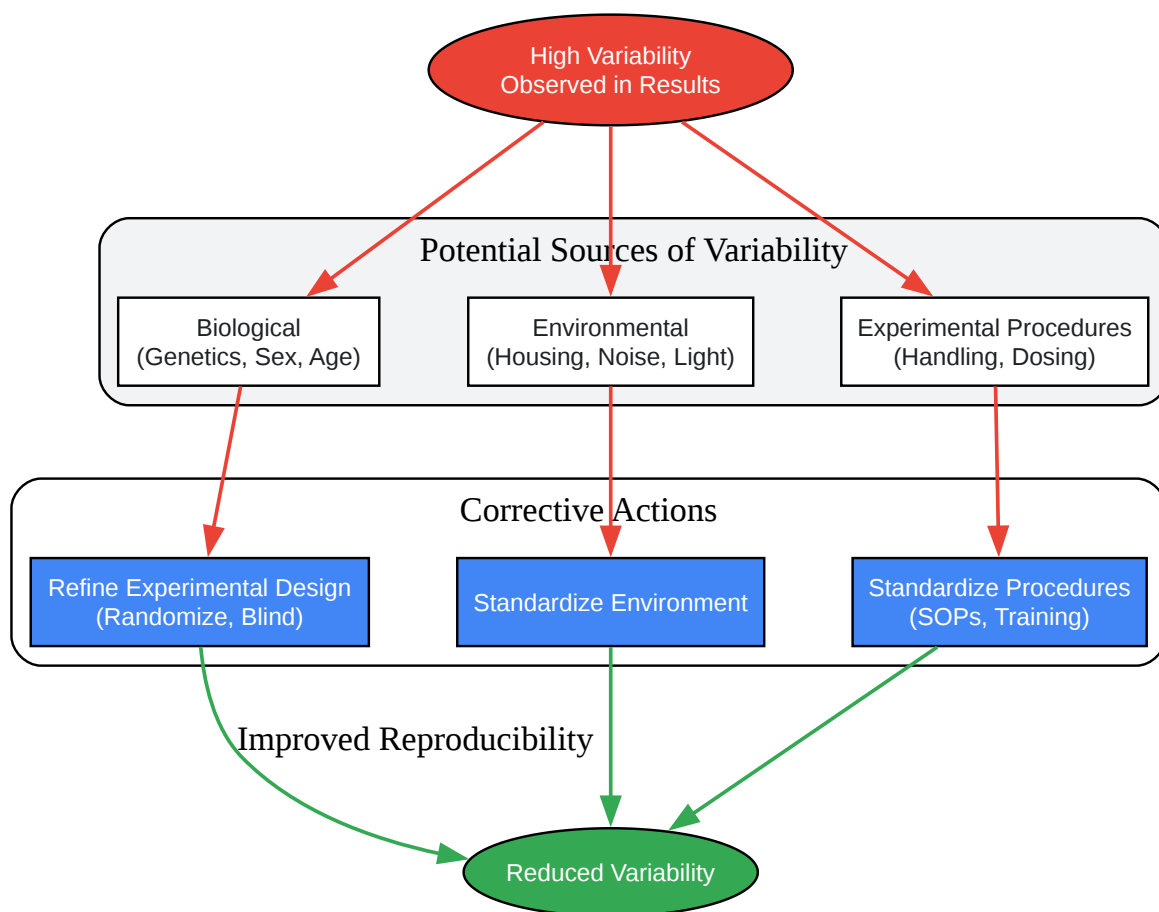 High Variability
Observed in Results
Potential Sources of Variability
Biological
(Genetics, Sex, Age)
Environmental
(Housing, Noise, Light)
Experimental Procedures
(Handling, Dosing)
Corrective Actions
Refine Experimental Design
(Randomize, Blind)
Standardize Environment
Standardize Procedures
(SOPs, Training)
Improved Reproducibility
Reduced Variability